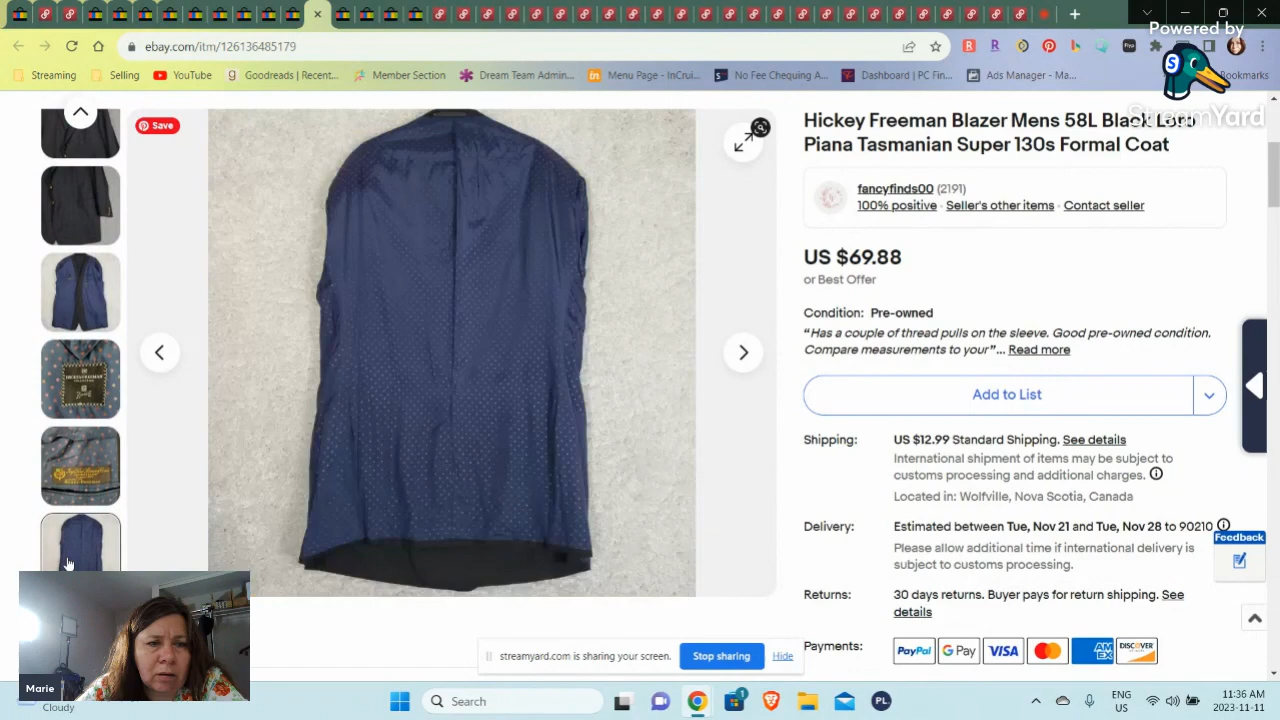 Powered by
StreamYard
ebay.com/item/126136485179
Streaming
Selling
YouTube
Goodreads | Recent...
Member Section
Dream Team Admin...
Menu Page - InCrui...
No Fee Chequing A...
Dashboard | PC Fin...
Ads Manager - Ma...
Bookmarks
Save
Hickey Freeman Blazer Mens 58L Black Loro
Piana Tasmanian Super 130s Formal Coat
fancyfinds00 (2191)
100% positive · Seller's other items · Contact seller
US $69.88
or Best Offer
Condition: Pre-owned
“Has a couple of thread pulls on the sleeve. Good pre-owned condition.
Compare measurements to your”... Read more
Add to List
Shipping: US $12.99 Standard Shipping. See details
International shipment of items may be subject to
customs processing and additional charges.
Located in: Wolfville, Nova Scotia, Canada
Delivery: Estimated between Tue, Nov 21 and Tue, Nov 28 to 90210
Please allow additional time if international delivery is
subject to customs processing.
Feedback
Returns: 30 days returns. Buyer pays for return shipping. See
details
Payments: PayPal G Pay VISA MasterCard AM EX DISCOVER
streamyard.com is sharing your screen. Stop sharing Hide
Marie
Cloudy
Search
1
PL
ENG
US
11:36 AM
2023-11-11